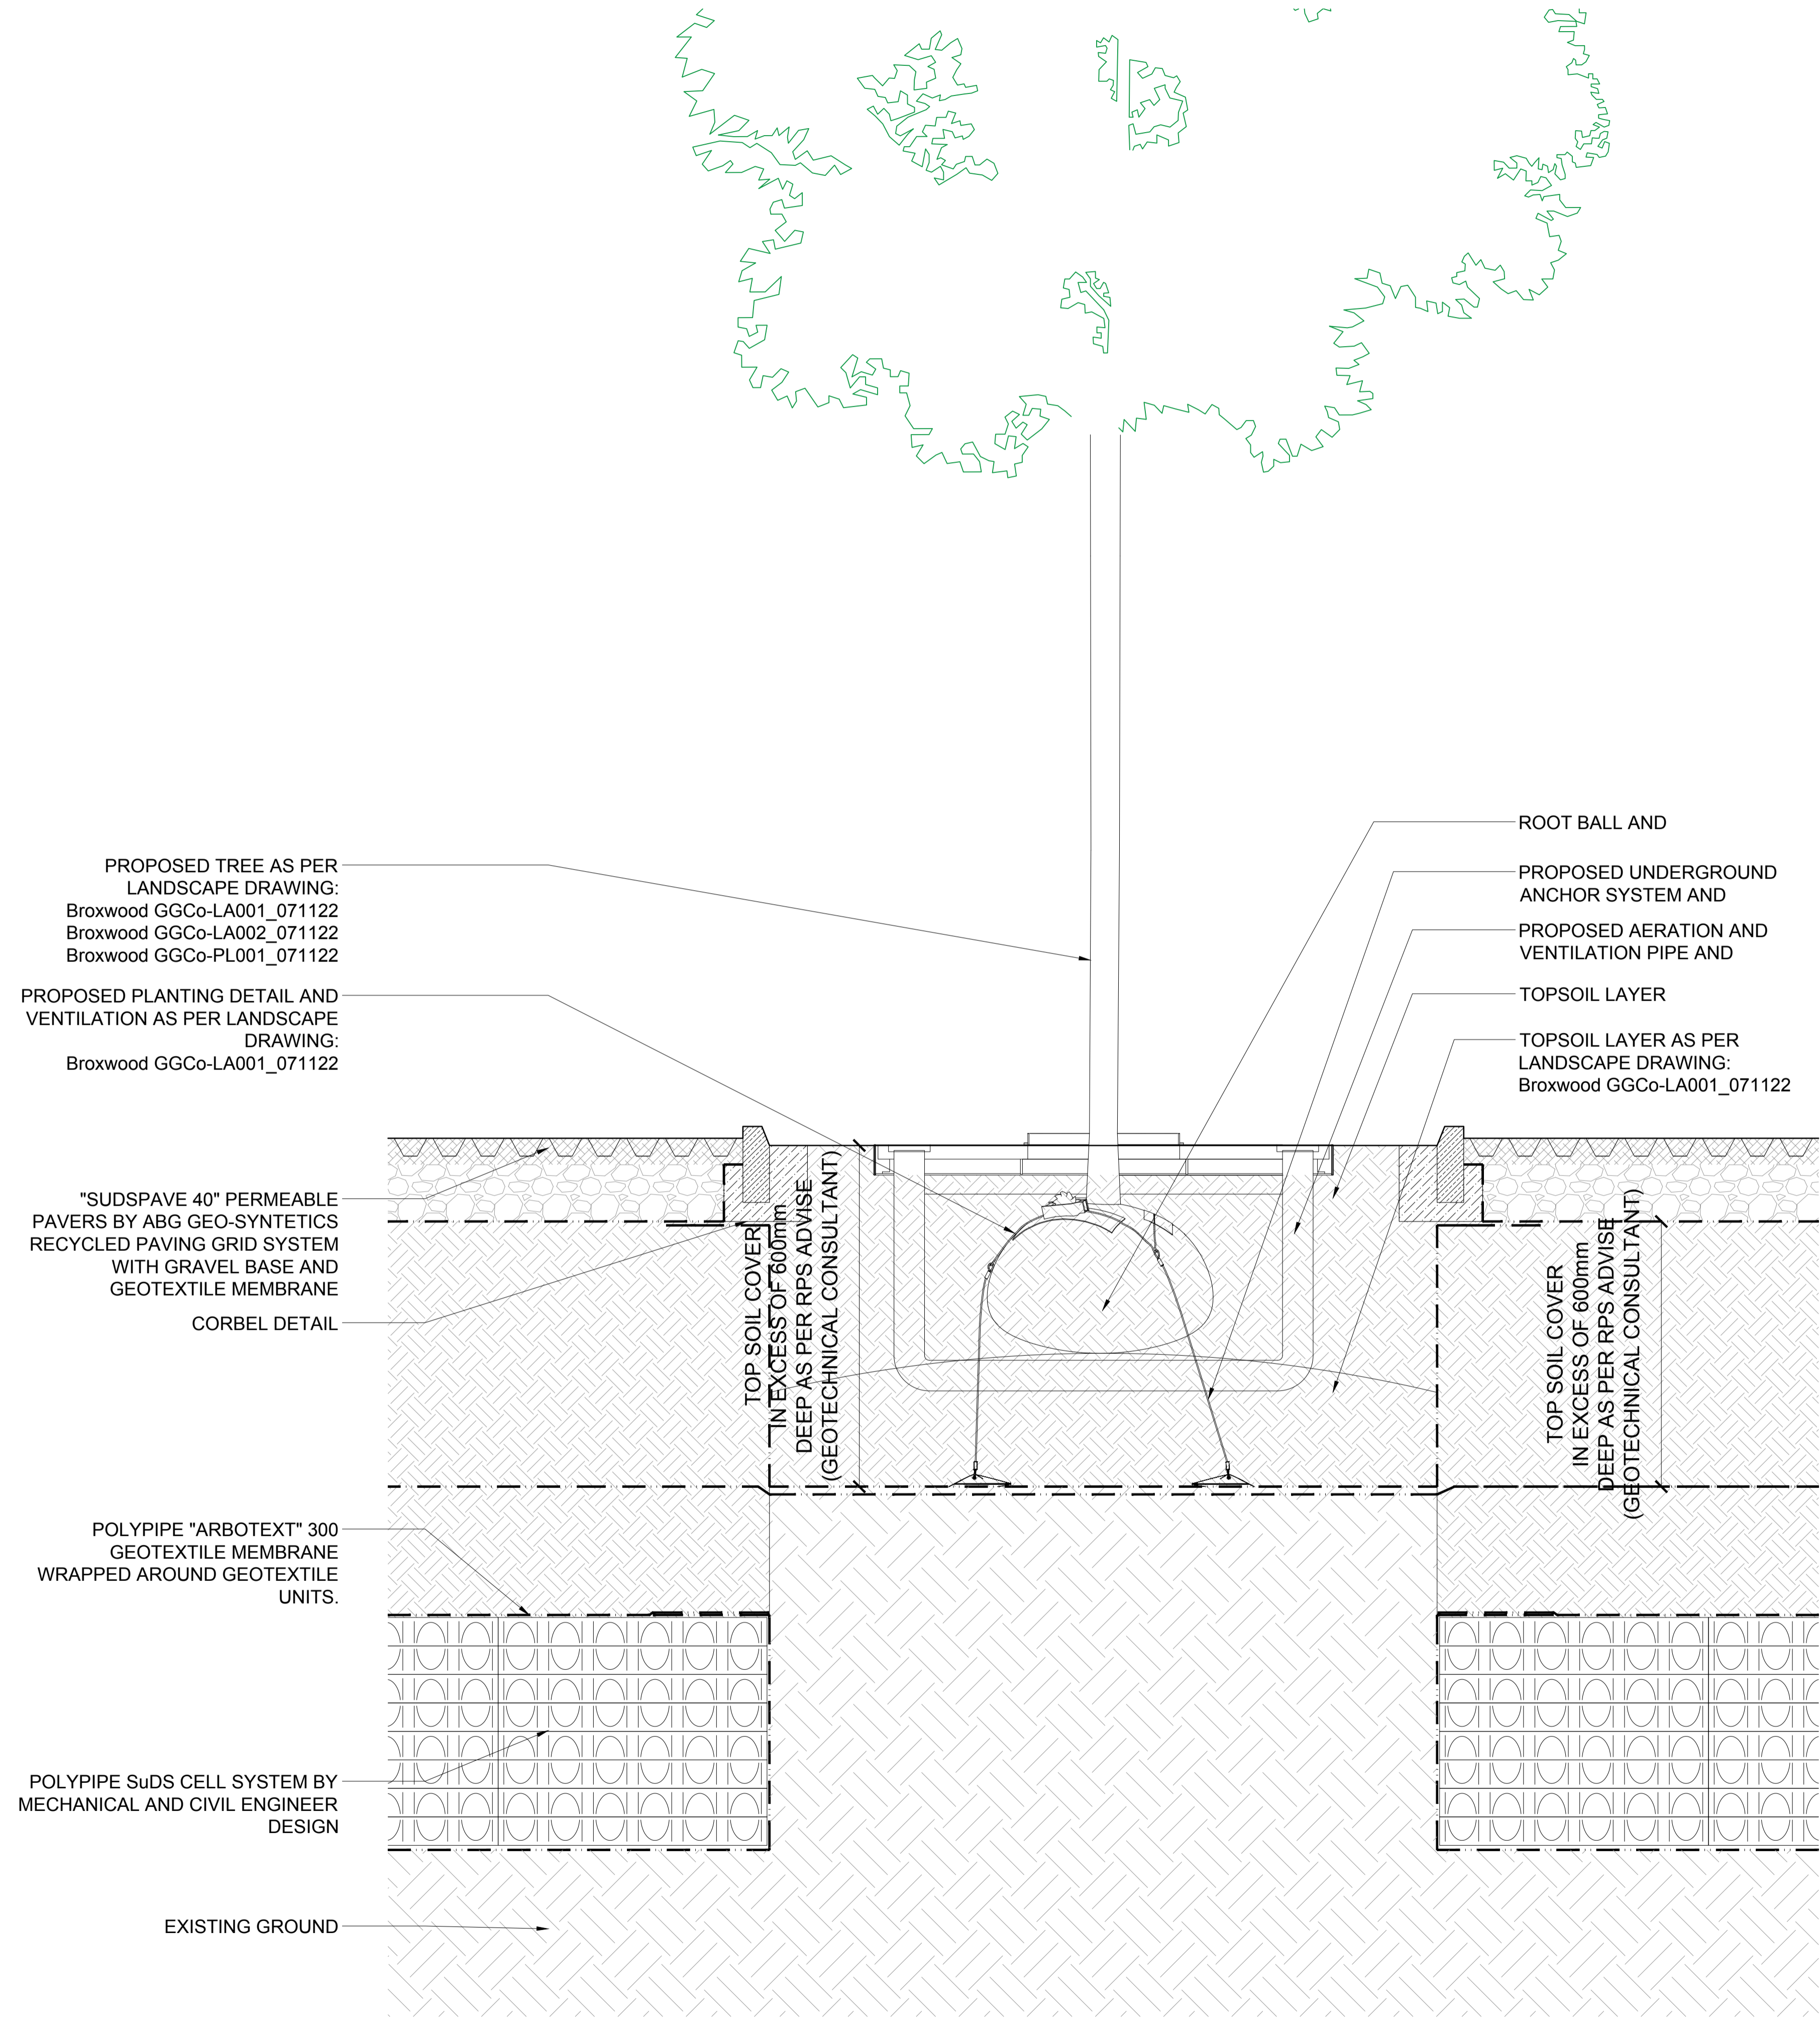 PROPOSED TREE AS PER
LANDSCAPE DRAWING:
Broxwood GGCo-LA001_071122
Broxwood GGCo-LA002_071122
Broxwood GGCo-PL001_071122
PROPOSED PLANTING DETAIL AND
VENTILATION AS PER LANDSCAPE
DRAWING:
Broxwood GGCo-LA001_071122
"SUDSPAVE 40" PERMEABLE
PAVERS BY ABG GEO-SYNTETICS
RECYCLED PAVING GRID SYSTEM
WITH GRAVEL BASE AND
GEOTEXTILE MEMBRANE
CORBEL DETAIL
POLYPIPE "ARBOTEXT" 300
GEOTEXTILE MEMBRANE
WRAPPED AROUND GEOTEXTILE
UNITS.
POLYPIPE SuDS CELL SYSTEM BY
MECHANICAL AND CIVIL ENGINEER
DESIGN
EXISTING GROUND
TOP SOIL COVER
IN EXCESS OF 600mm
DEEP AS PER RPS ADVISE
(GEOTECHNICAL CONSULTANT)
ROOT BALL AND
PROPOSED UNDERGROUND
ANCHOR SYSTEM AND
PROPOSED AERATION AND
VENTILATION PIPE AND
TOPSOIL LAYER
TOPSOIL LAYER AS PER
LANDSCAPE DRAWING:
Broxwood GGCo-LA001_071122
TOP SOIL COVER
IN EXCESS OF 600mm
DEEP AS PER RPS ADVISE
(GEOTECHNICAL CONSULTANT)